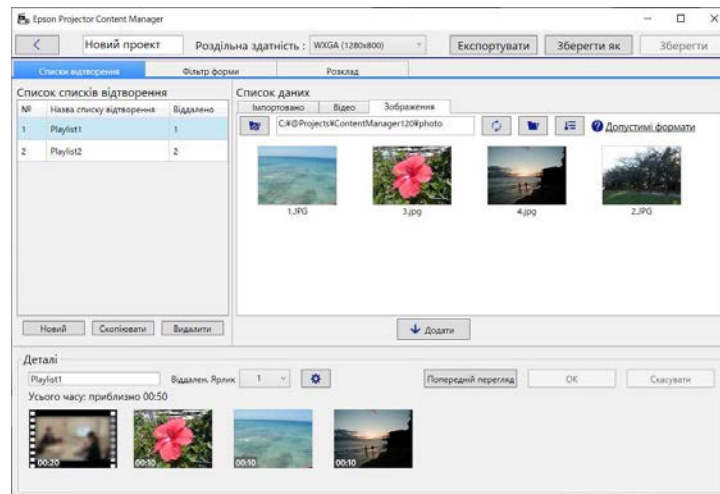 Epson Projector Content Manager
Новий проект
Роздільна здатність :
WXGA (1280x800)
Експортувати
Зберегти як
Зберегти
Списки відтворення
Фільтр форми
Розклад
Список списків відтворення
№ Назва списку відтворення Віддалено
1 Playlist1 1
2 Playlist2 2
Новий
Скопіювати
Видалити
Список даних
Імпортовано
Відео
Зображення
C:¥@Projects¥ContentManager120¥photo
Допустимі формати
1.JPG
3.jpg
4.jpg
2.JPG
Додати
Деталі
Playlist1
Віддален. Ярлик
1
Попередній перегляд
OK
Скасувати
Усього часу: приблизно 00:50
00:20
00:10
00:10
00:10